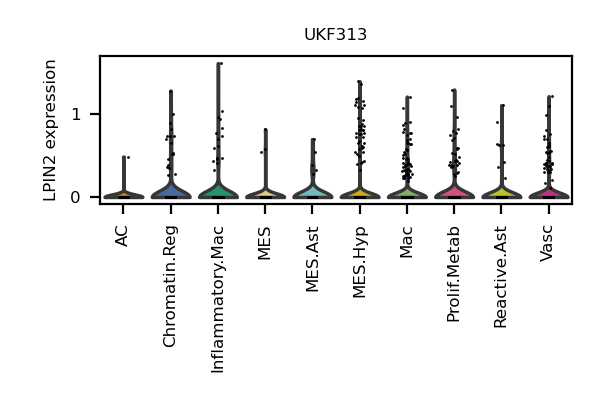 UKF313
LPIN2 expression
1
0
AC
Chromatin.Reg
Inflammatory.Mac
MES
MES.Ast
MES.Hyp
Mac
Prolif.Metab
Reactive.Ast
Vasc